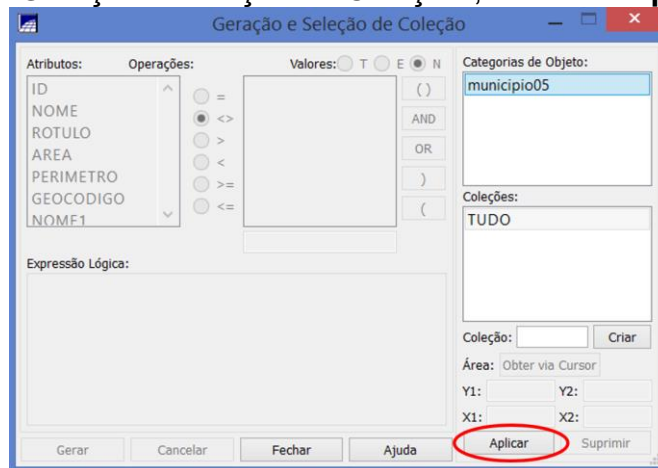 Geração e Seleção de Coleção
Atributos: Operações: Valores: T E N
ID
NOME
ROTULO
AREA
PERIMETRO
GEOCODIGO
NOME1
=
<>
>
<
>=
<=
( )
AND
OR
)
(
Expressão Lógica:
Gerar Cancelar Fechar Ajuda
Categorias de Objeto:
municipio05
Coleções:
TUDO
Coleção: Criar
Área: Obter via Cursor
Y1: Y2:
X1: X2:
Aplicar Suprimir